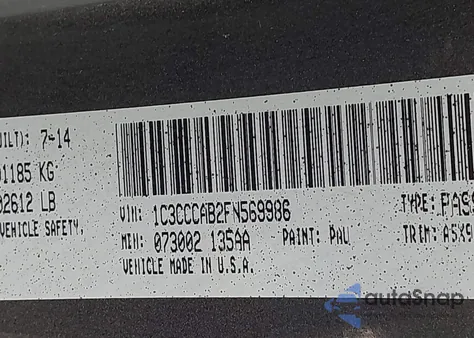 UILT): 7-14
01185 KG
02612 LB
VEHICLE SAFETY.
VIN: 1C3CCCAB2FN569986
MDH: 073002 135AA PAINT: PAU
VEHICLE MADE IN U.S.A.
TYPE: PASS
TRIM: A5X9
autoSnap